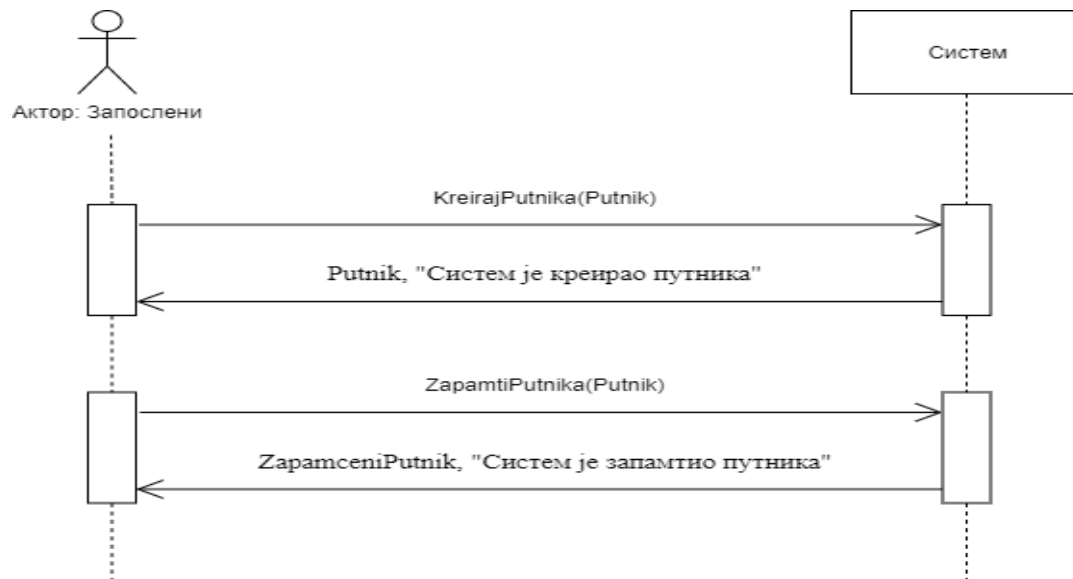 Систем
Актор: Запослени
KreirajPutnika(Putnik)
Putnik, "Систем је креирао путника"
ZapamtiPutnika(Putnik)
ZapamceniPutnik, "Систем је запамтио путника"